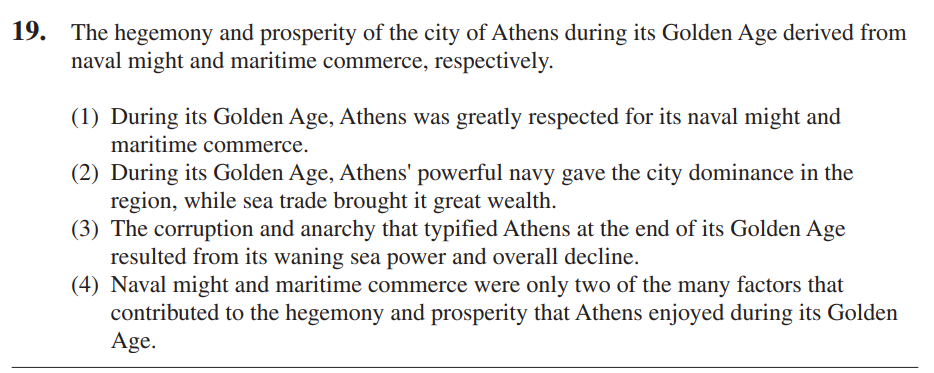 19. The hegemony and prosperity of the city of Athens during its Golden Age derived from
naval might and maritime commerce, respectively.
(1) During its Golden Age, Athens was greatly respected for its naval might and
maritime commerce.
(2) During its Golden Age, Athens' powerful navy gave the city dominance in the
region, while sea trade brought it great wealth.
(3) The corruption and anarchy that typified Athens at the end of its Golden Age
resulted from its waning sea power and overall decline.
(4) Naval might and maritime commerce were only two of the many factors that
contributed to the hegemony and prosperity that Athens enjoyed during its Golden
Age.